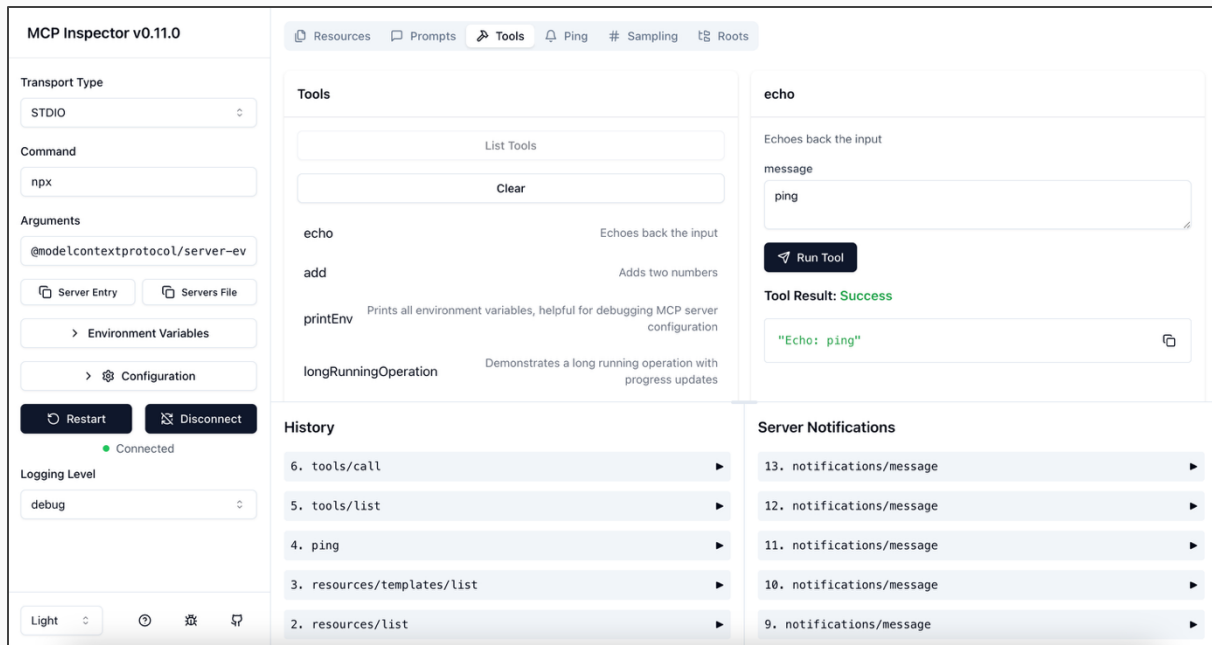 MCP Inspector v0.11.0
Transport Type
STDIO
Command
npx
Arguments
@modelcontextprotocol/server-ev
Server Entry
Servers File
Environment Variables
Configuration
Restart
Disconnect
Connected
Logging Level
debug
Light
Resources
Prompts
Tools
Ping
Sampling
Roots
Tools
List Tools
Clear
echo
Echoes back the input
add
Adds two numbers
printEnv
Prints all environment variables, helpful for debugging MCP server
configuration
longRunningOperation
Demonstrates a long running operation with
progress updates
echo
Echoes back the input
message
ping
Run Tool
Tool Result: Success
"Echo: ping"
History
6. tools/call
5. tools/list
4. ping
3. resources/templates/list
2. resources/list
Server Notifications
13. notifications/message
12. notifications/message
11. notifications/message
10. notifications/message
9. notifications/message